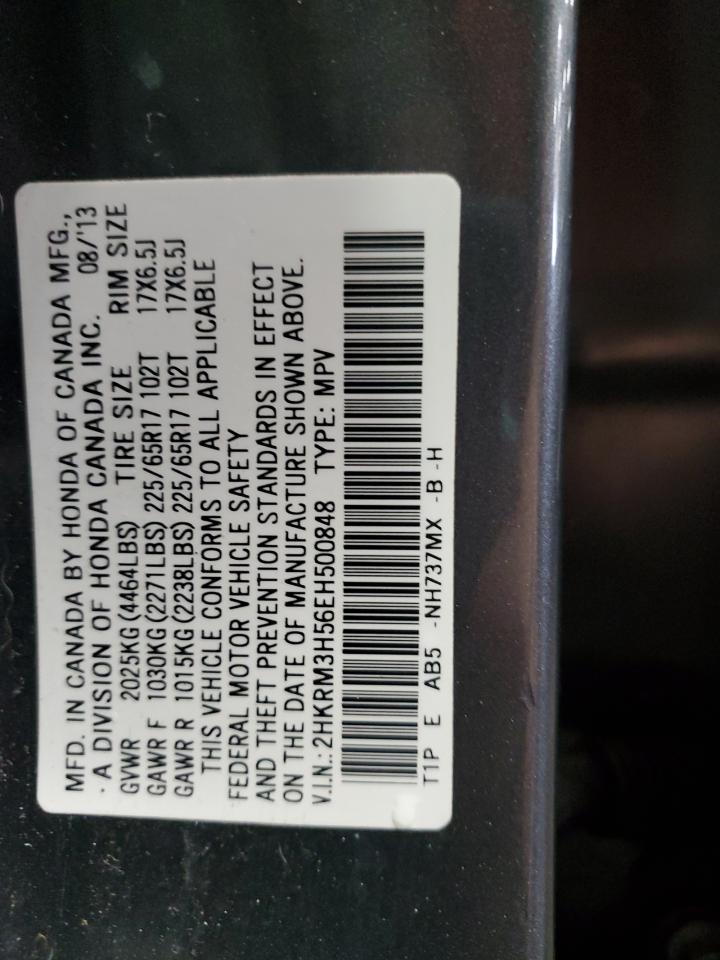 MFD. IN CANADA BY HONDA OF CANADA MFG.,
· A DIVISION OF HONDA CANADA INC. 08/'13
GVWR 2025KG(4464LBS) TIRE SIZE RIM SIZE
GAWR F 1030KG(2271LBS) 225/65R17 102T 17X6.5J
GAWR R 1015KG(2238LBS) 225/65R17 102T 17X6.5J
THIS VEHICLE CONFORMS TO ALL APPLICABLE
FEDERAL MOTOR VEHICLE SAFETY
AND THEFT PREVENTION STANDARDS IN EFFECT
ON THE DATE OF MANUFACTURE SHOWN ABOVE.
V.I.N.: 2HKRM3H56EH500848 TYPE: MPV
T1P E AB5 -NH737MX -B -H